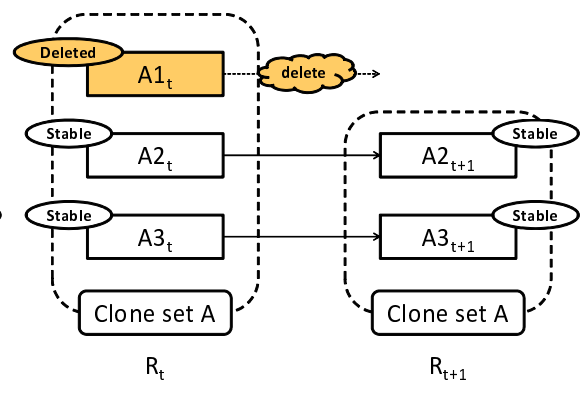 Deleted
A1t
delete
Stable
A2t
A2t+1
Stable
Stable
A3t
A3t+1
Stable
Clone set A
Clone set A
Rt
Rt+1